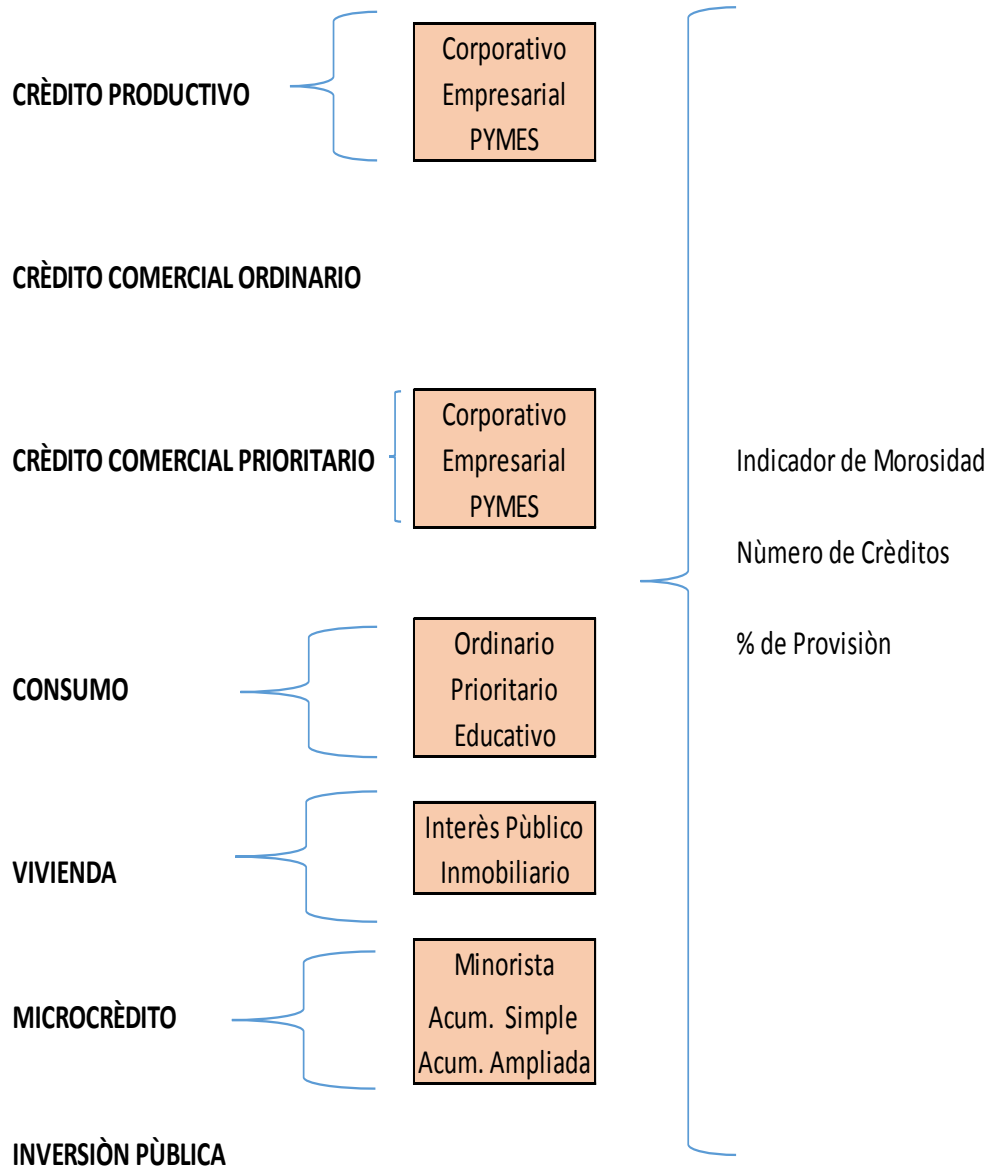 CRÈDITO PRODUCTIVO
Corporativo
Empresarial
PYMES
CRÈDITO COMERCIAL ORDINARIO
CRÈDITO COMERCIAL PRIORITARIO
Corporativo
Empresarial
PYMES
CONSUMO
Ordinario
Prioritario
Educativo
VIVIENDA
Interès Pùblico
Inmobiliario
MICROCRÈDITO
Minorista
Acum. Simple
Acum. Ampliada
INVERSIÒN PÙBLICA
Indicador de Morosidad
Nùmero de Crèditos
% de Provisiòn